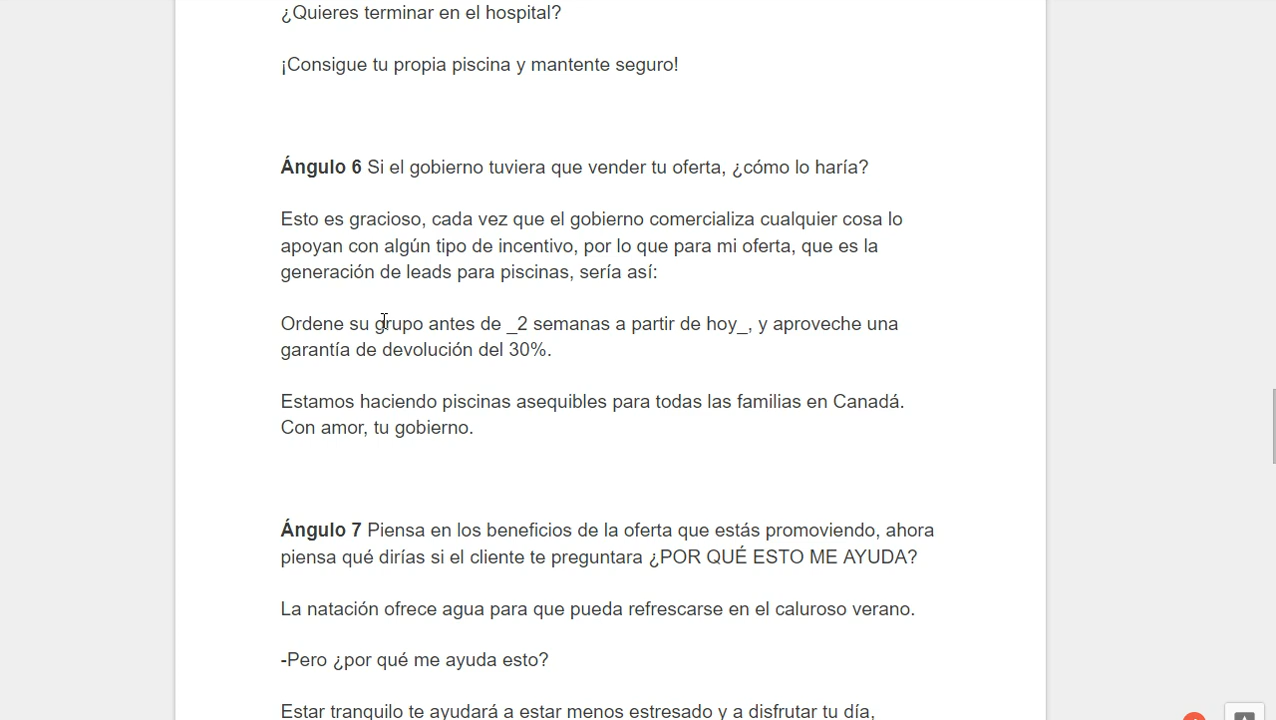 ¿Quieres terminar en el hospital?
¡Consigue tu propia piscina y mantente seguro!
Ángulo 6 Si el gobierno tuviera que vender tu oferta, ¿cómo lo haría?
Esto es gracioso, cada vez que el gobierno comercializa cualquier cosa lo
apoyan con algún tipo de incentivo, por lo que para mi oferta, que es la
generación de leads para piscinas, sería así:
Ordene su grupo antes de _2 semanas a partir de hoy_, y aproveche una
garantía de devolución del 30%.
Estamos haciendo piscinas asequibles para todas las familias en Canadá.
Con amor, tu gobierno.
Ángulo 7 Piensa en los beneficios de la oferta que estás promoviendo, ahora
piensa qué dirías si el cliente te preguntara ¿POR QUÉ ESTO ME AYUDA?
La natación ofrece agua para que pueda refrescarse en el caluroso verano.
-Pero ¿por qué me ayuda esto?
Estar tranquilo te ayudará a estar menos estresado y a disfrutar tu día,